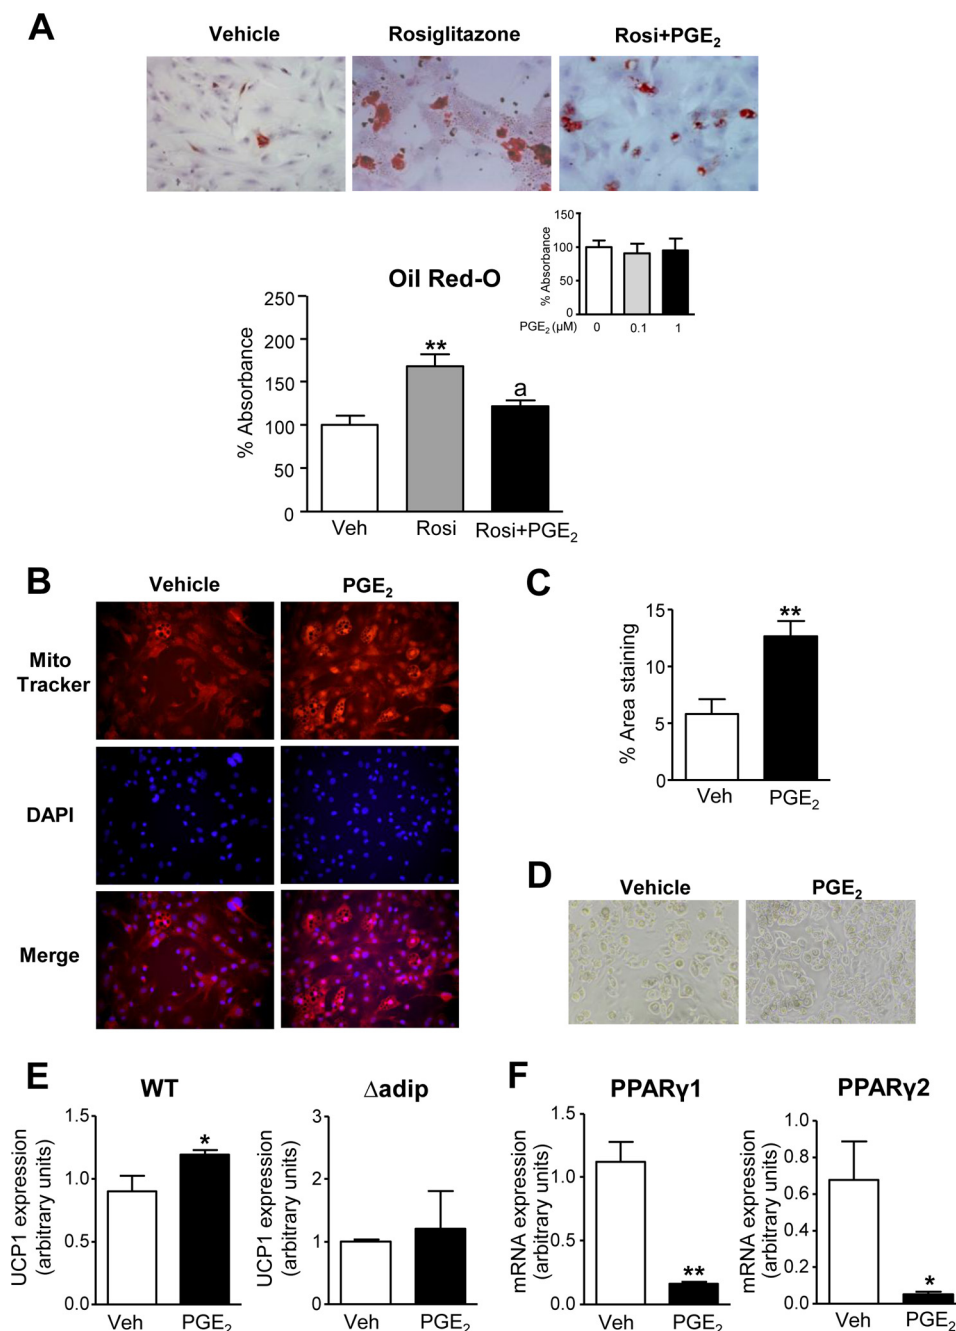 A
Vehicle
Rosiglitazone
Rosi+PGE₂
150
100
50
0
% Absorbance
PGE₂ (μM)
0
0.1
1
Oil Red-O
250
200
150
100
50
0
% Absorbance
**
a
Veh
Rosi
Rosi+PGE₂
B
Vehicle
PGE₂
Mito
Tracker
DAPI
Merge
C
15
10
5
0
% Area staining
**
Veh
PGE₂
D
Vehicle
PGE₂
E
WT
1.5
1.0
0.5
0.0
UCP1 expression
(arbitrary units)
*
Veh
PGE₂
Δadip
3
2
1
0
UCP1 expression
(arbitrary units)
Veh
PGE₂
F
PPARγ1
1.5
1.0
0.5
0.0
mRNA expression
(arbitrary units)
**
Veh
PGE₂
PPARγ2
1.0
0.8
0.6
0.4
0.2
0.0
mRNA expression
(arbitrary units)
*
Veh
PGE₂